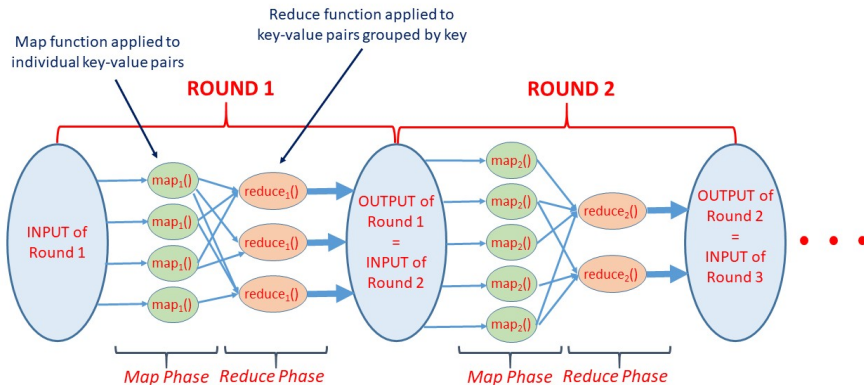 Map function applied to
individual key-value pairs
Reduce function applied to
key-value pairs grouped by key
ROUND 1
ROUND 2
INPUT of
Round 1
map₁()
map₁()
map₁()
map₁()
reduce₁()
reduce₁()
reduce₁()
OUTPUT of
Round 1
=
INPUT
of Round 2
map₂()
map₂()
map₂()
map₂()
map₂()
reduce₂()
reduce₂()
OUTPUT of
Round 2
=
INPUT of
Round 3
• • •
Map Phase
Reduce Phase
Map Phase
Reduce Phase